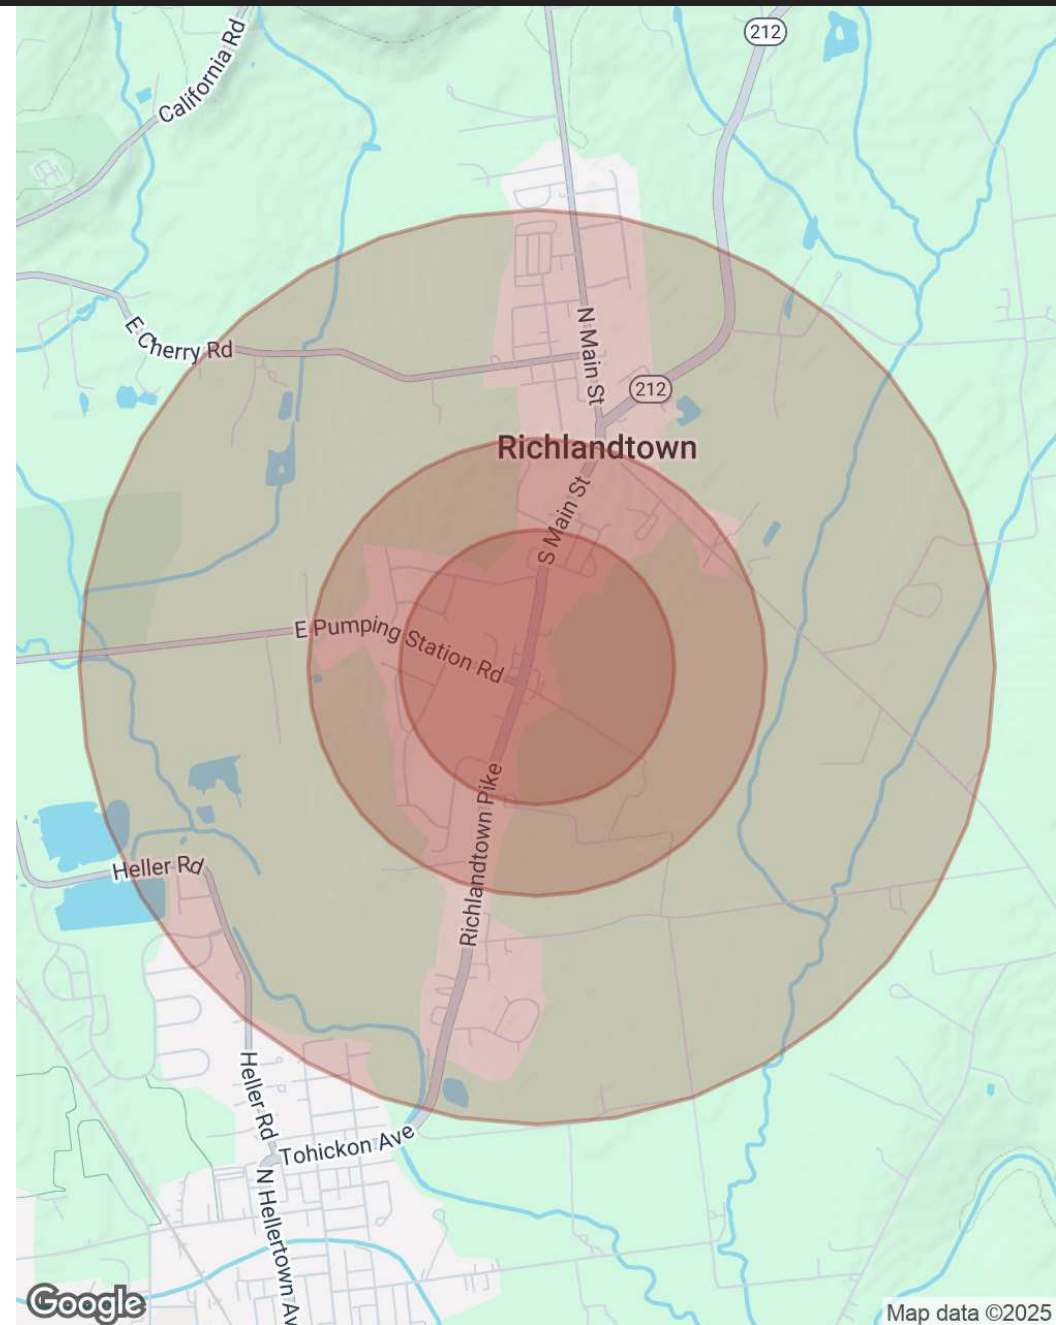 212
California Rd
E Cherry Rd
N Main St
212
Richlandtown
S Main St
E Pumping Station Rd
Richlandtown Pike
Heller Rd
Heller Rd
Tohickon Ave
N Hellertown Av
Google
Map data ©2025